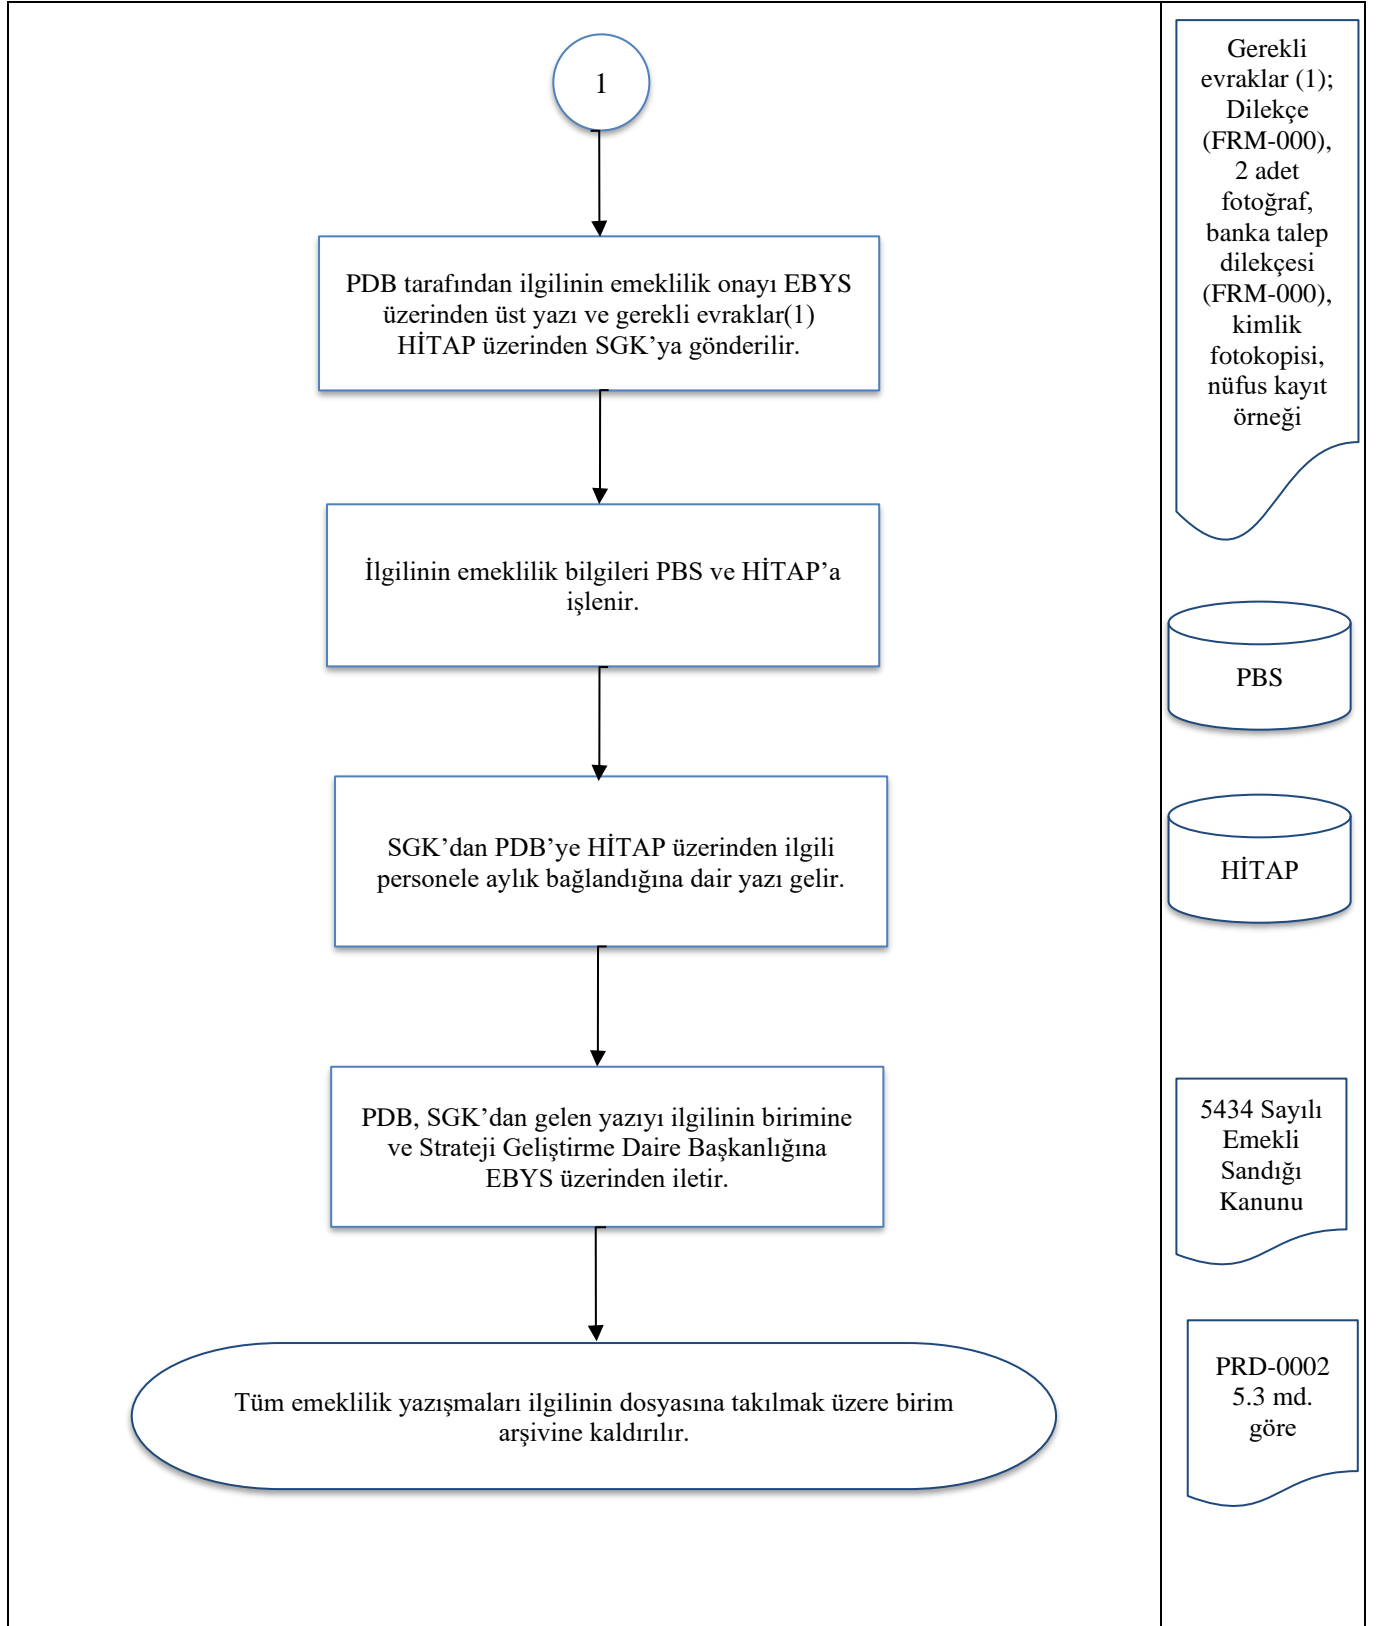 1
PDB tarafından ilgilinin emeklilik onayı EBYS
üzerinden üst yazı ve gerekli evraklar(1)
HİTAP üzerinden SGK’ya gönderilir.
İlgilinin emeklilik bilgileri PBS ve HİTAP’a
işlenir.
SGK’dan PDB’ye HİTAP üzerinden ilgili
personele aylık bağlandığına dair yazı gelir.
PDB, SGK’dan gelen yazıyı ilgilinin birimine
ve Strateji Geliştirme Daire Başkanlığına
EBYS üzerinden iletir.
Tüm emeklilik yazışmaları ilgilinin dosyasına takılmak üzere birim
arşivine kaldırılır.
Gerekli
evraklar (1);
Dilekçe
(FRM-000),
2 adet
fotoğraf,
banka talep
dilekçesi
(FRM-000),
kimlik
fotokopisi,
nüfus kayıt
örneği
PBS
HİTAP
5434 Sayılı
Emekli
Sandığı
Kanunu
PRD-0002
5.3 md.
göre